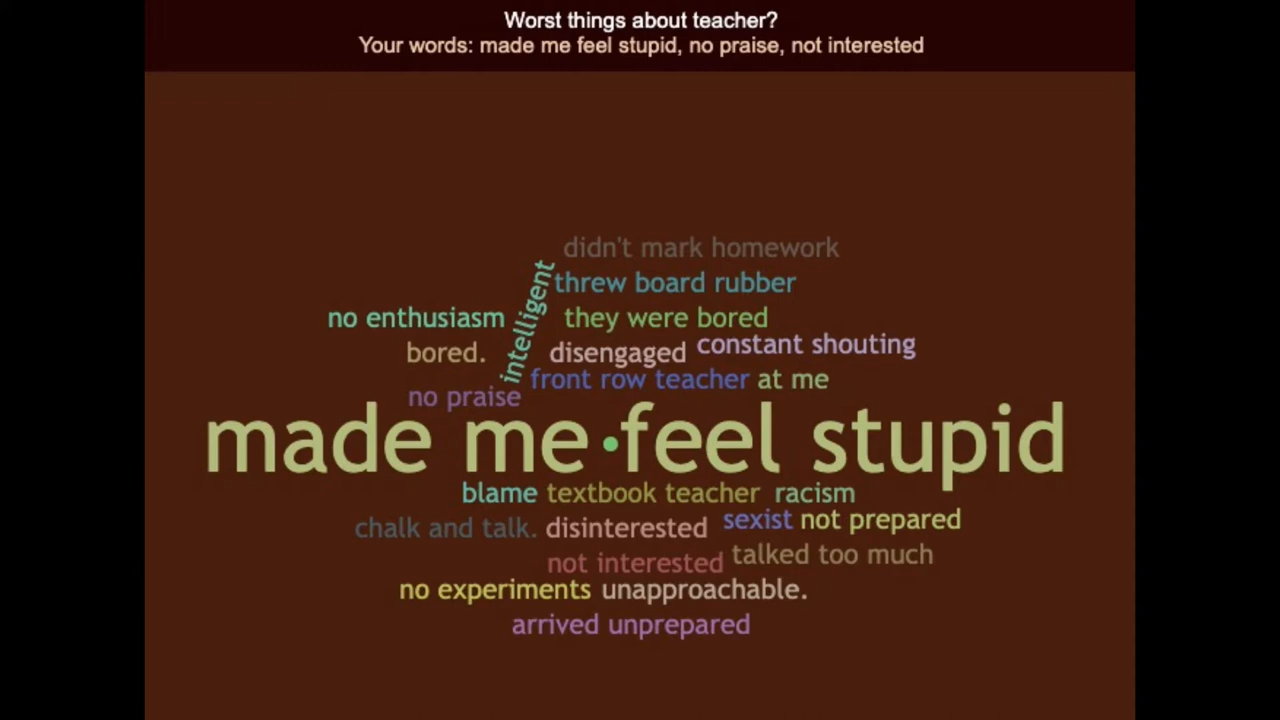 Worst things about teacher?
Your words: made me feel stupid, no praise, not interested
didn't mark homework
intelligent
threw board rubber
no enthusiasm
they were bored
bored.
disengaged
constant shouting
front row teacher
at me
no praise
made me feel stupid
blame
textbook teacher
racism
chalk and talk.
disinterested
sexist
not prepared
not interested
talked too much
no experiments
unapproachable.
arrived unprepared